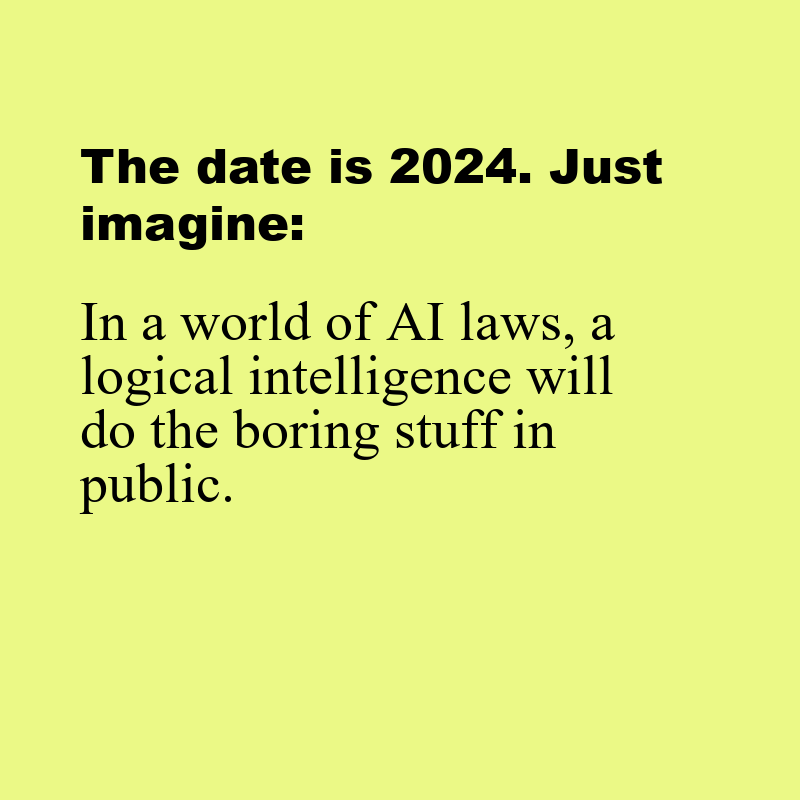 The date is 2024. Just
imagine:
In a world of AI laws, a
logical intelligence will
do the boring stuff in
public.